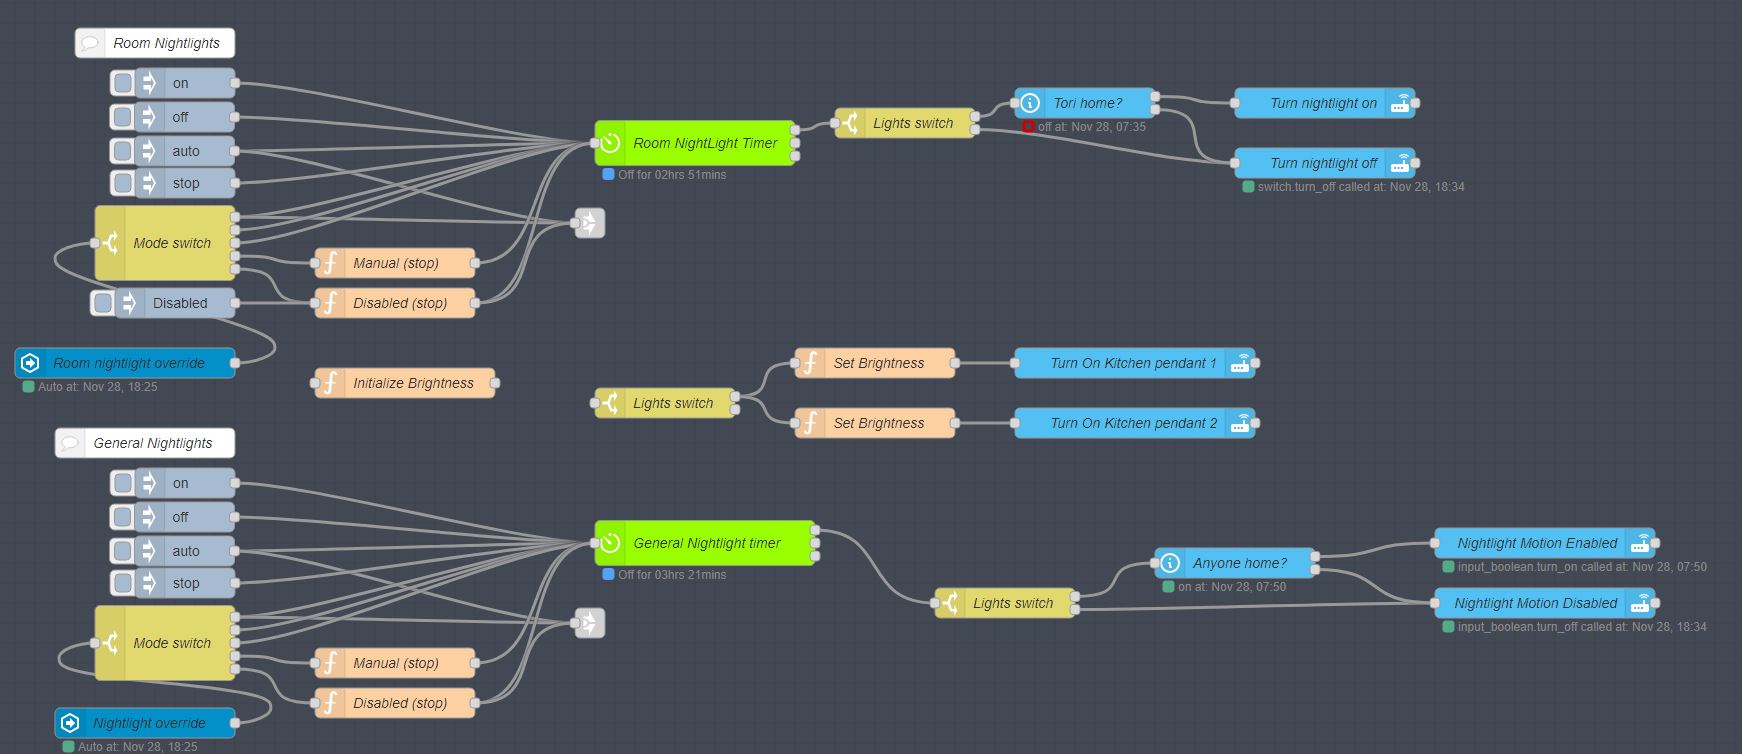 Room Nightlights
on
off
auto
stop
Mode switch
Disabled
Room nightlight override
Auto at: Nov 28, 18:25
Manual (stop)
Disabled (stop)
Initialize Brightness
Room NightLight Timer
Off for 02hrs 51mins
Lights switch
Tori home?
off at: Nov 28, 07:35
Turn nightlight on
Turn nightlight off
switch.turn_off called at: Nov 28, 18:34
Lights switch
Set Brightness
Turn On Kitchen pendant 1
Set Brightness
Turn On Kitchen pendant 2
General Nightlights
on
off
auto
stop
Mode switch
Nightlight override
Auto at: Nov 28, 18:25
Manual (stop)
Disabled (stop)
General Nightlight timer
Off for 03hrs 21mins
Lights switch
Anyone home?
on at: Nov 28, 07:50
Nightlight Motion Enabled
input_boolean.turn_on called at: Nov 28, 07:50
Nightlight Motion Disabled
input_boolean.turn_off called at: Nov 28, 18:34